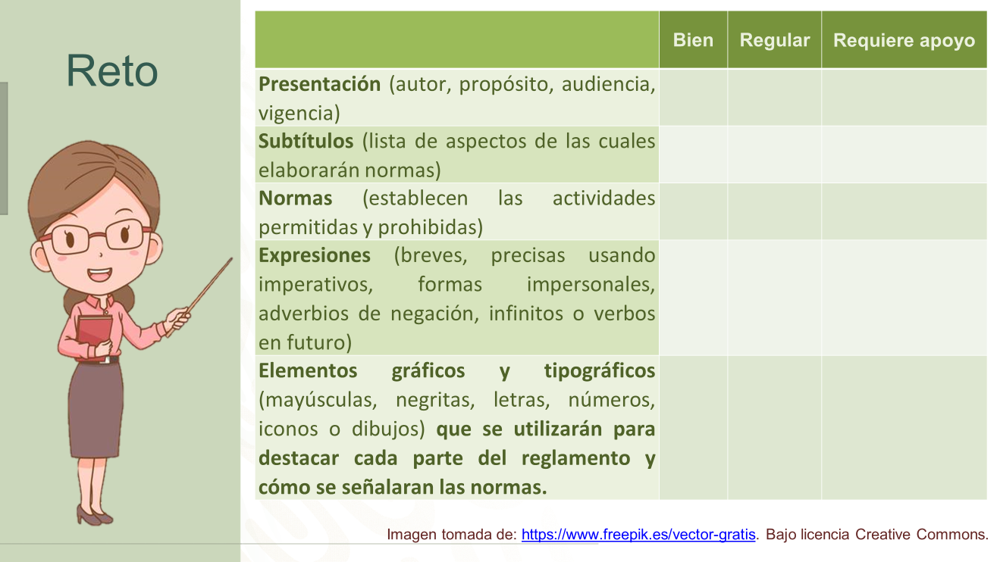 Reto
Bien Regular Requiere apoyo
Presentación (autor, propósito, audiencia,
vigencia)
Subtítulos (lista de aspectos de las cuales
elaborarán normas)
Normas (establecen las actividades
permitidas y prohibidas)
Expresiones (breves, precisas usando
imperativos, formas impersonales,
adverbios de negación, infinitos o verbos
en futuro)
Elementos gráficos y tipográficos
(mayúsculas, negritas, letras, números,
iconos o dibujos) que se utilizarán para
destacar cada parte del reglamento y
cómo se señalaran las normas.
Imagen tomada de: https://www.freepik.es/vector-gratis. Bajo licencia Creative Commons.